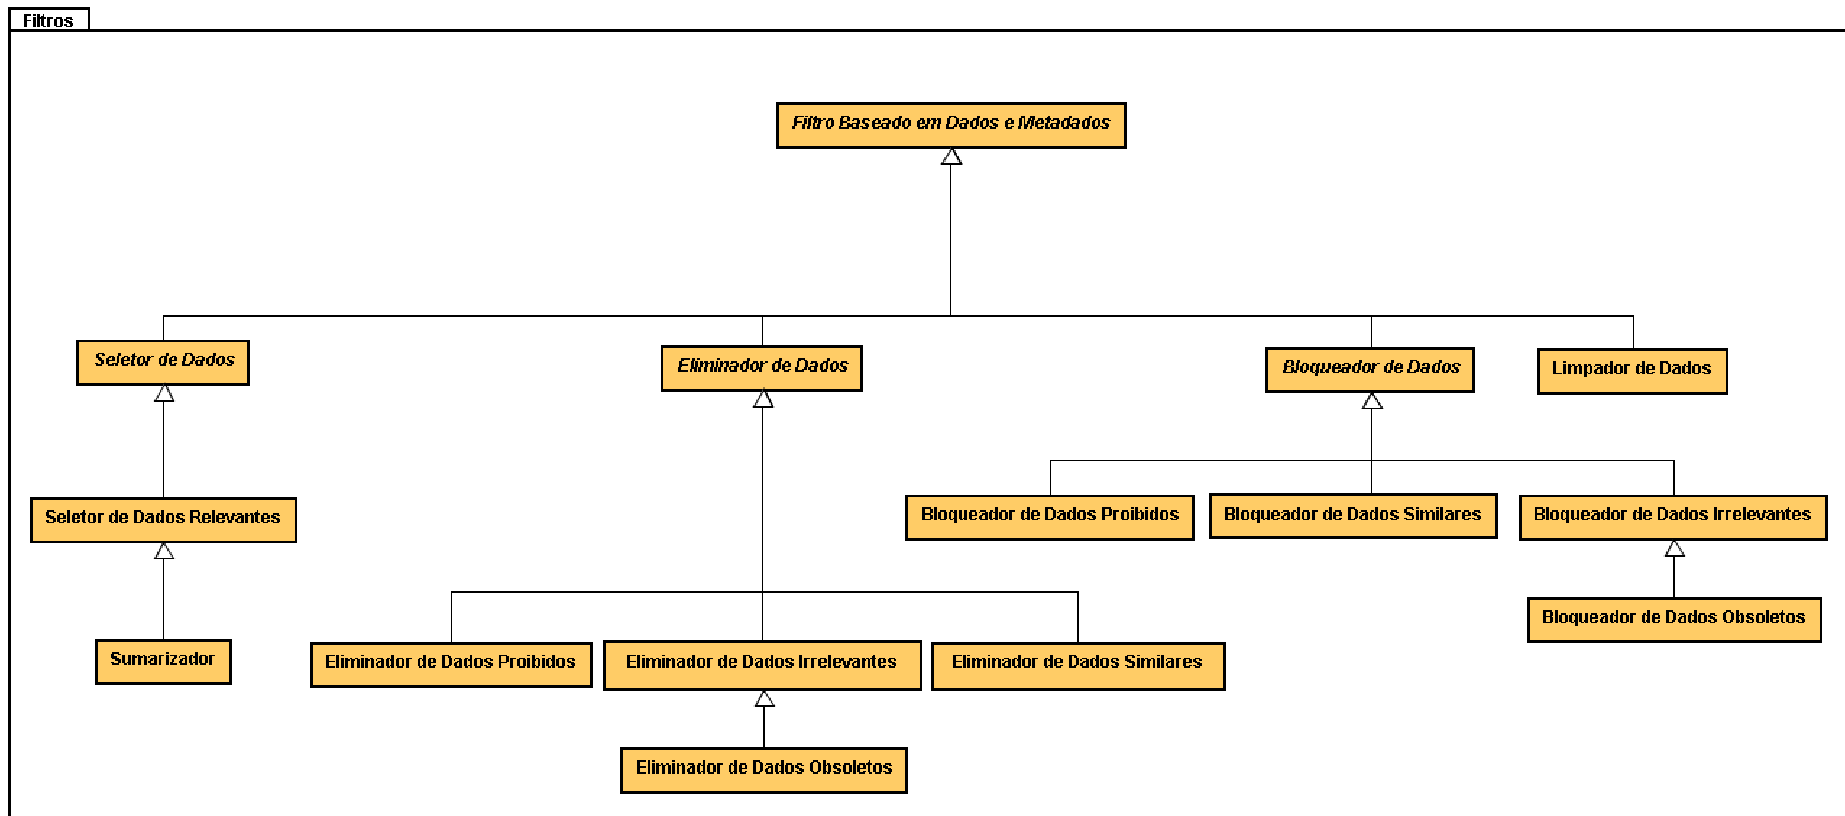 Filtros
Filtro Baseado em Dados e Metadados
Seletor de Dados
Eliminador de Dados
Bloqueador de Dados
Limpador de Dados
Seletor de Dados Relevantes
Bloqueador de Dados Proibidos
Bloqueador de Dados Similares
Bloqueador de Dados Irrelevantes
Bloqueador de Dados Obsoletos
Sumarizador
Eliminador de Dados Proibidos
Eliminador de Dados Irrelevantes
Eliminador de Dados Similares
Eliminador de Dados Obsoletos